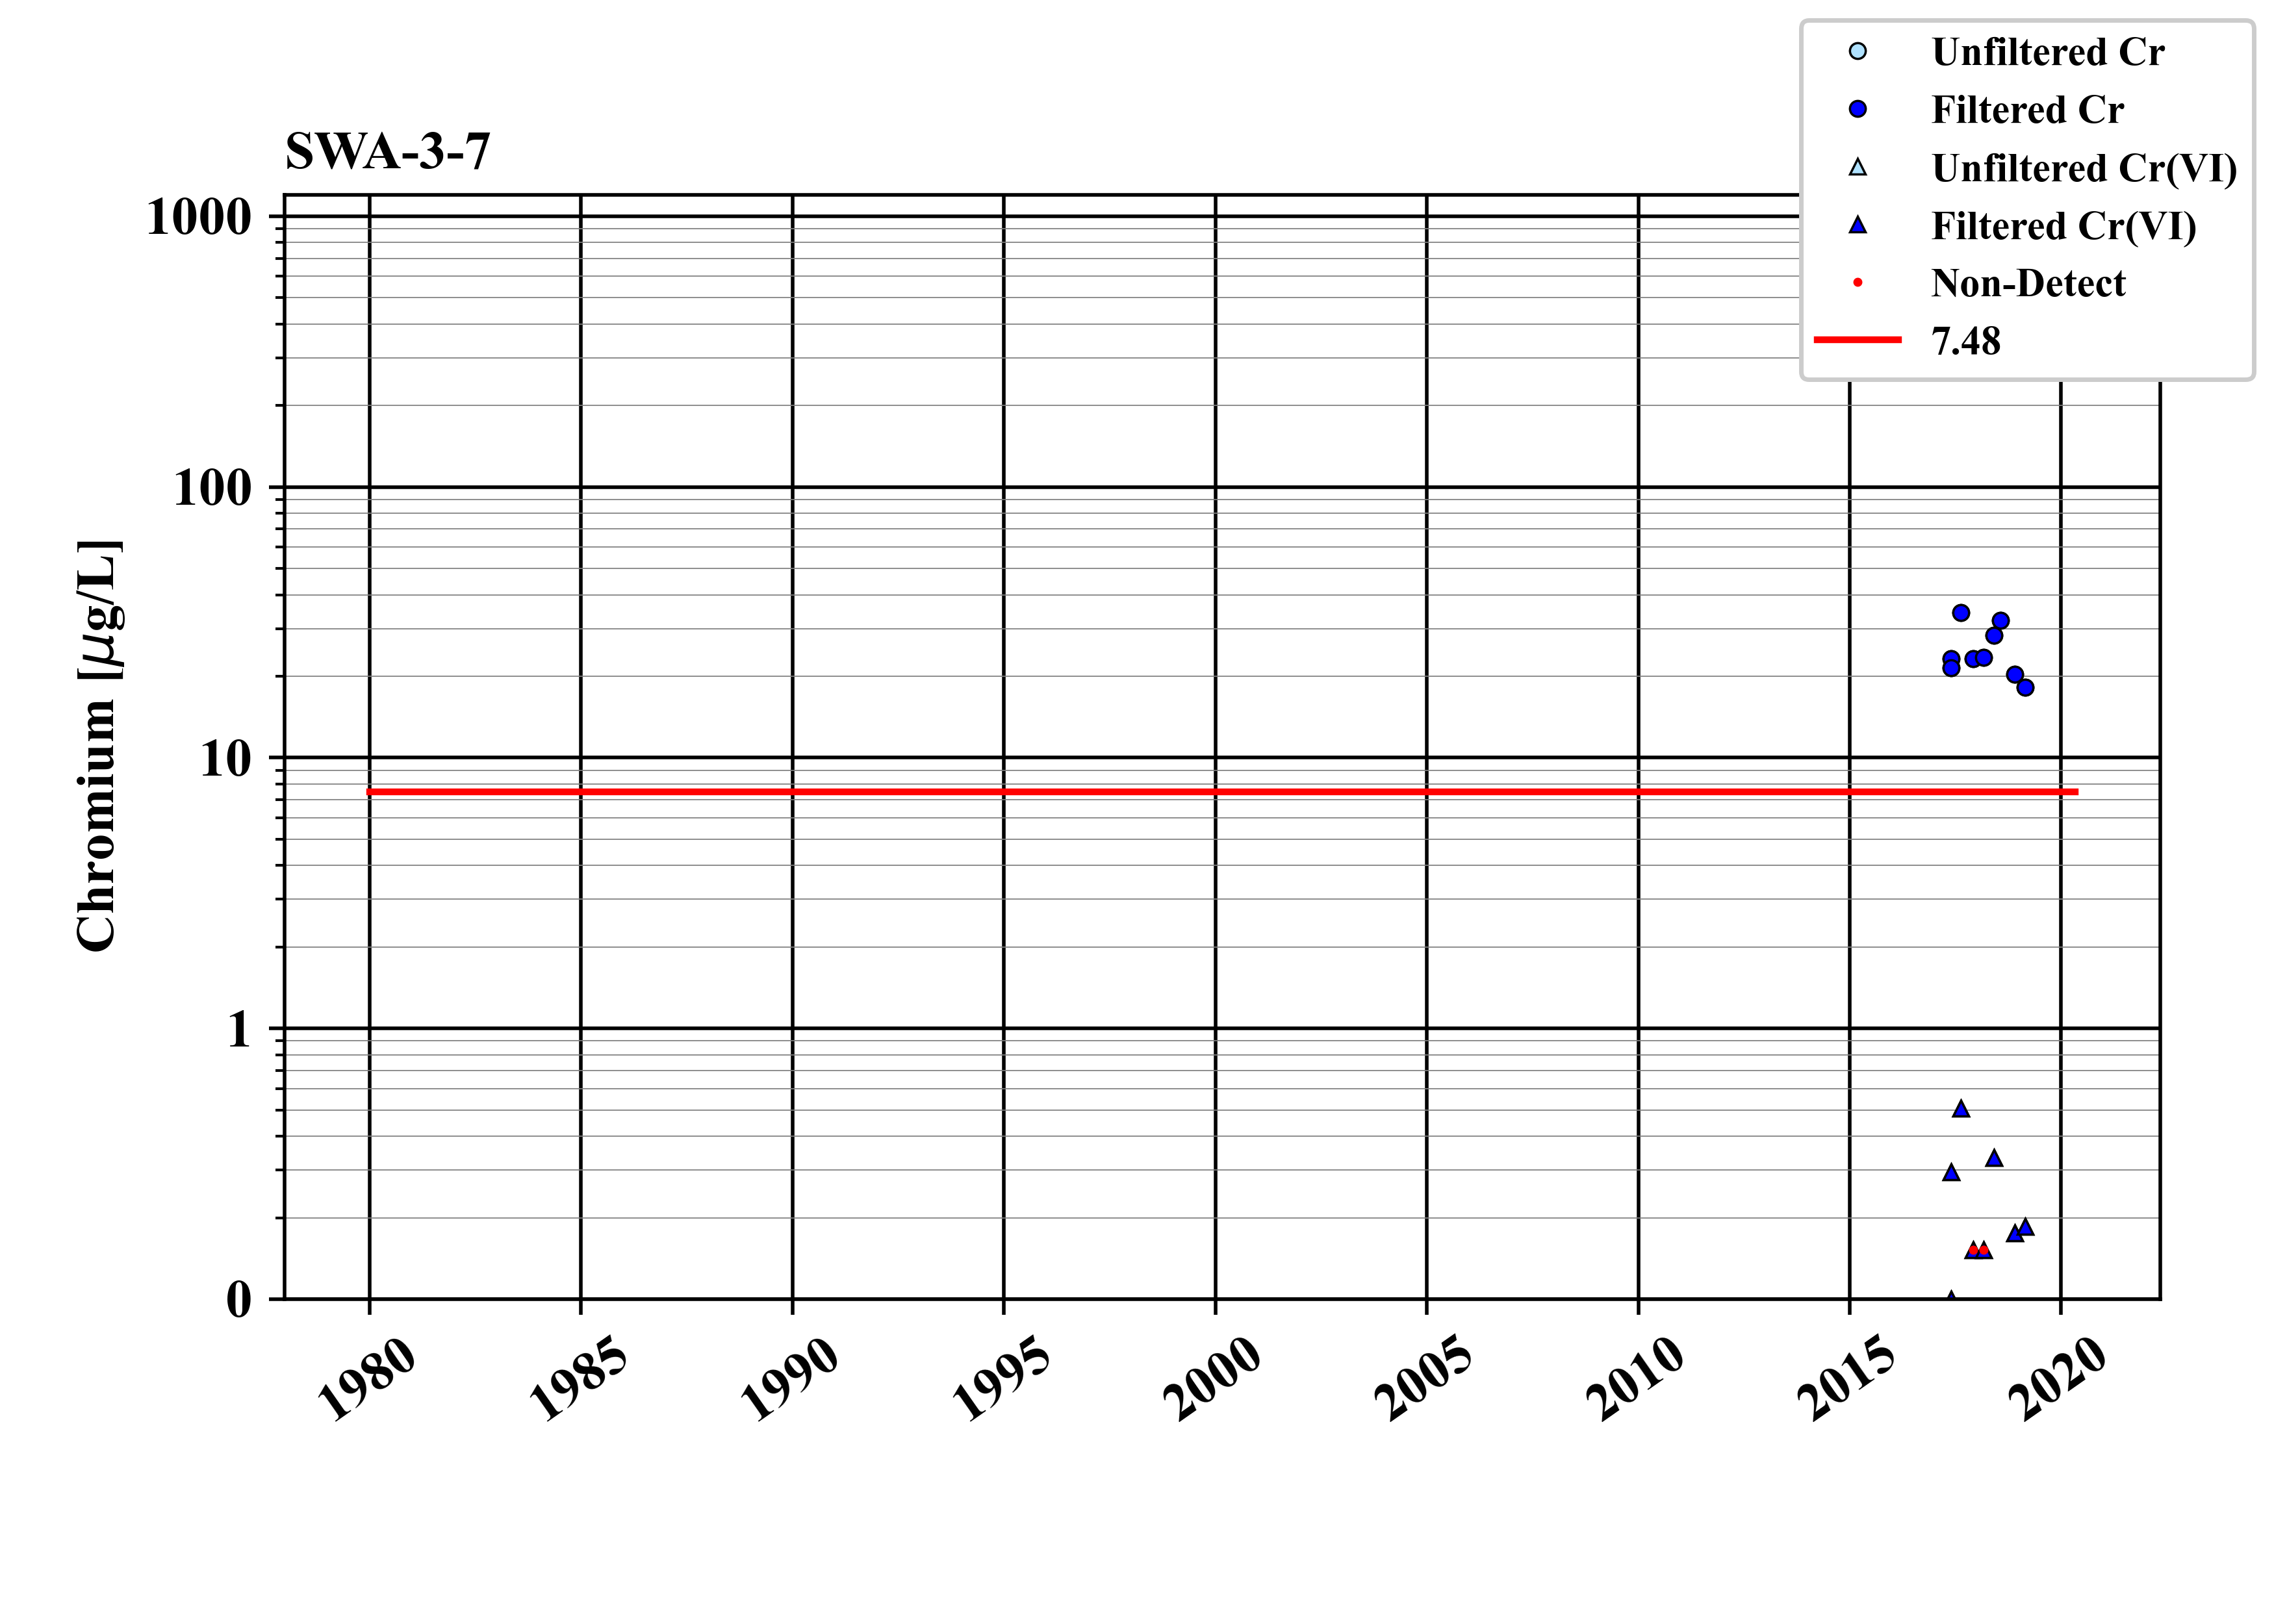 SWA-3-7
Unfiltered Cr
Filtered Cr
Unfiltered Cr(VI)
Filtered Cr(VI)
Non-Detect
7.48
Chromium [μg/L]
1000
100
10
1
0
1980
1985
1990
1995
2000
2005
2010
2015
2020